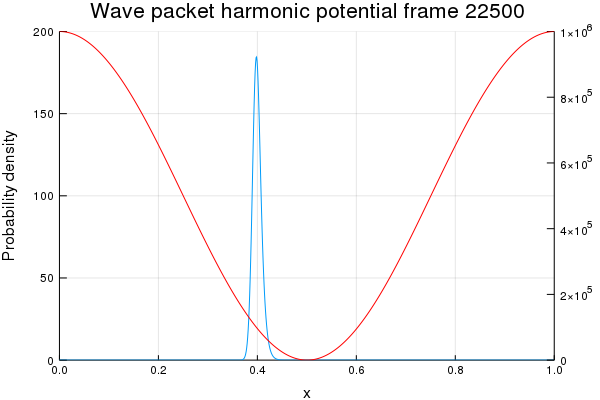 Wave packet harmonic potential frame 22500
Probability density
200
150
100
50
0
1×10⁶
8×10⁵
6×10⁵
4×10⁵
2×10⁵
0
0.0 0.2 0.4 0.6 0.8 1.0
x